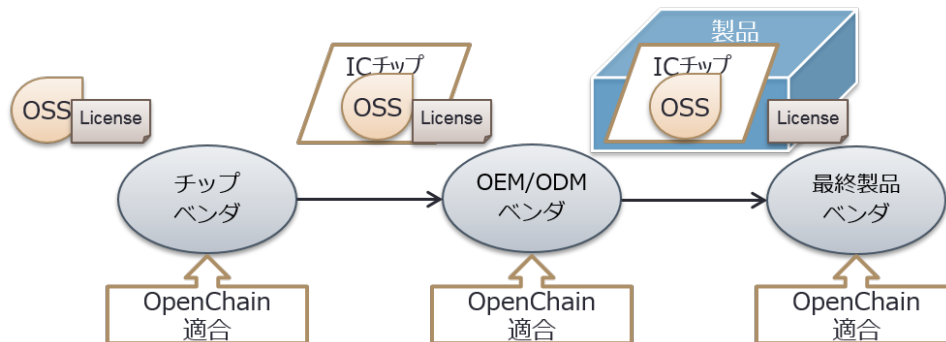 製品
ICチップ
ICチップ
OSS
OSS
OSS
License
License
License
チップ
ベンダ
OEM/ODM
ベンダ
最終製品
ベンダ
OpenChain
適合
OpenChain
適合
OpenChain
適合